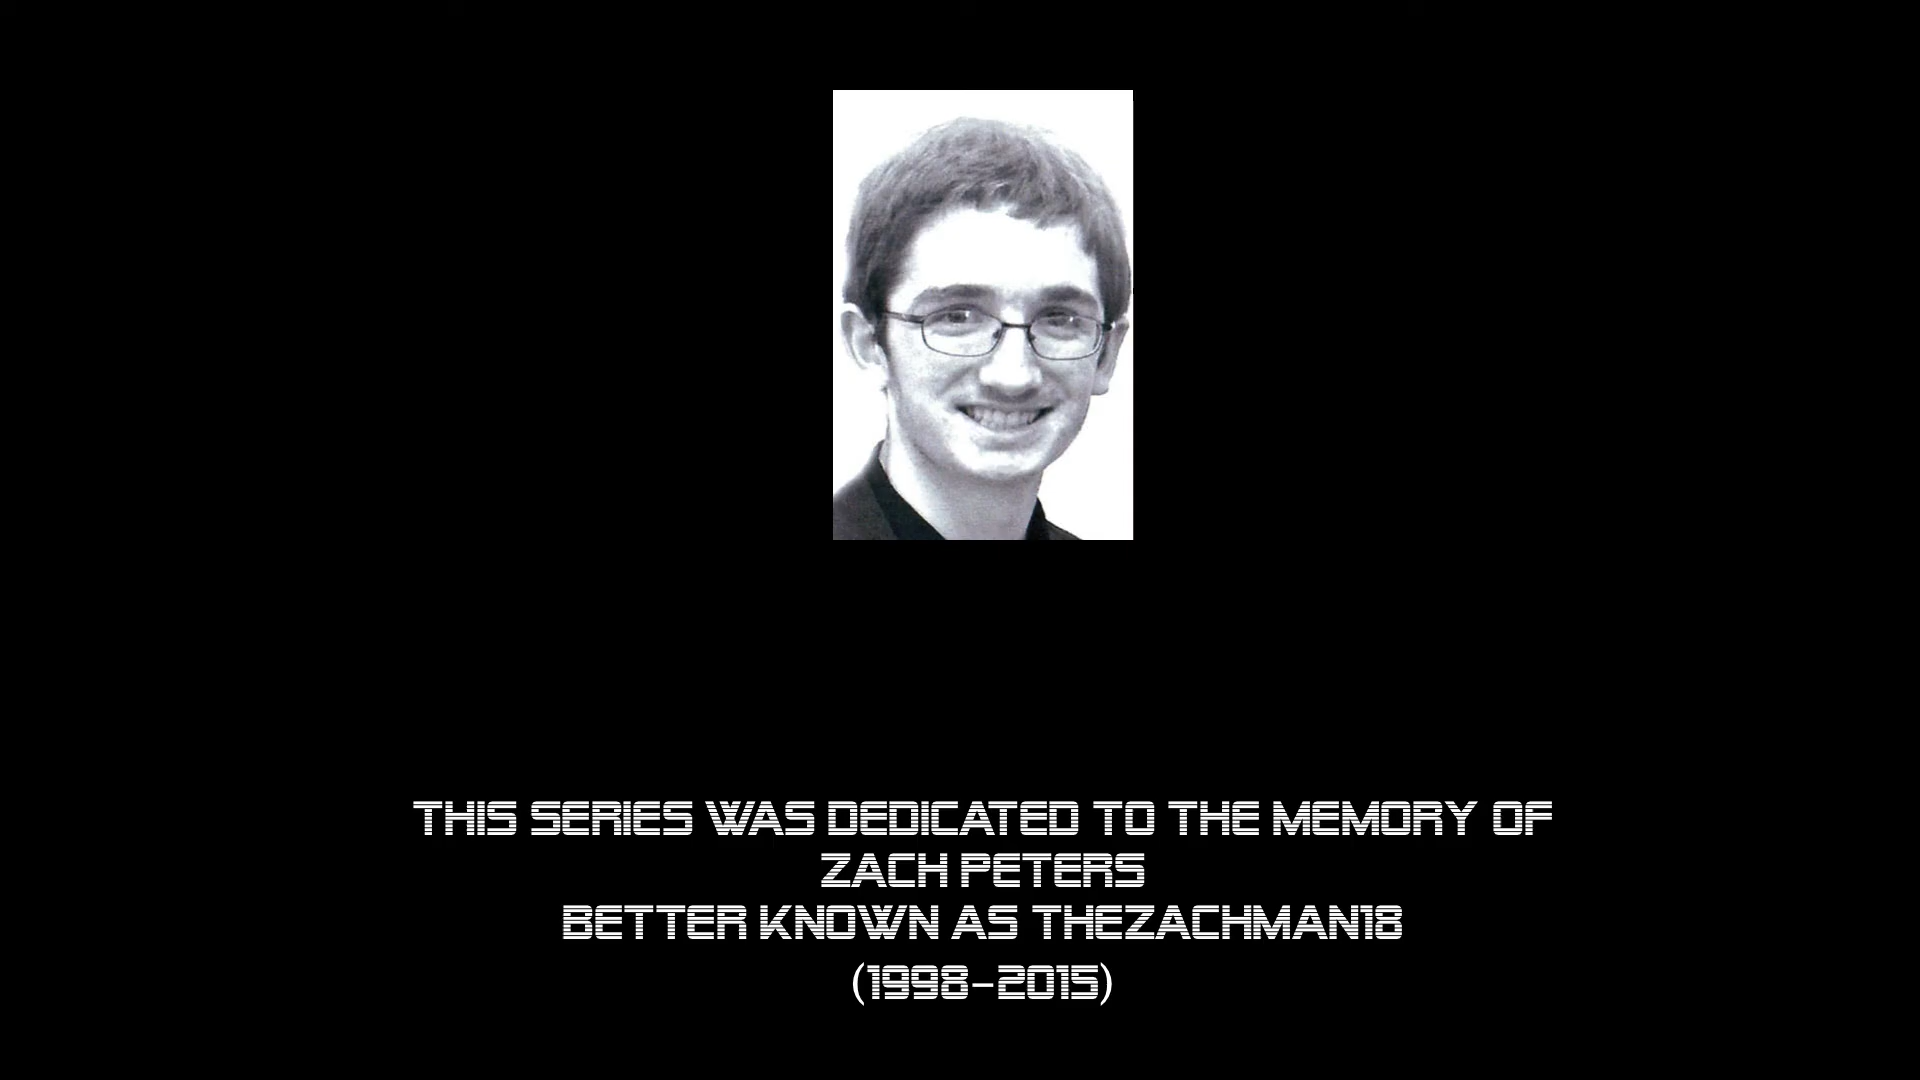 THIS SERIES WAS DEDICATED TO THE MEMORY OF
ZACH PETERS
BETTER KNOWN AS THEZACHMAN18
(1998-2015)